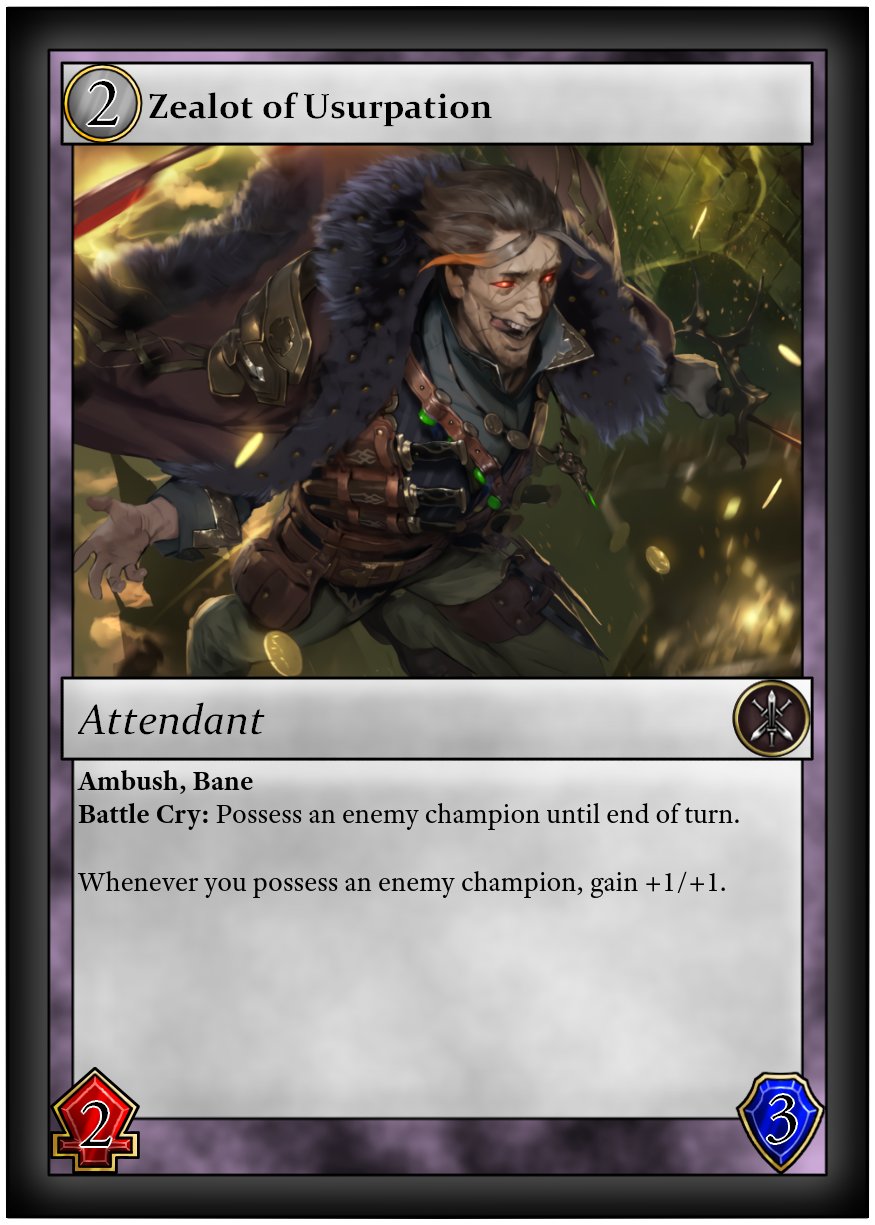 2 Zealot of Usurpation
Attendant
Ambush, Bane
Battle Cry: Possess an enemy champion until end of turn.
Whenever you possess an enemy champion, gain +1/+1.
2 3